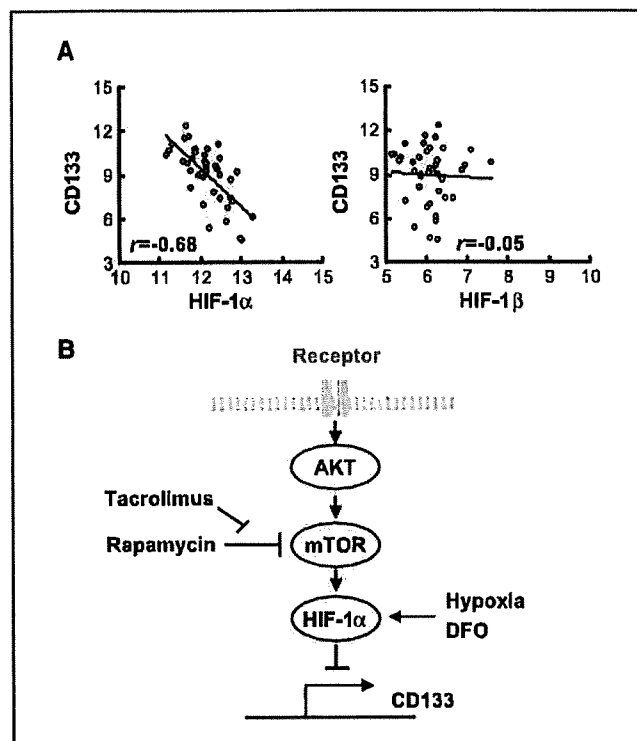 A
CD133
15
12
9
6
3
r=-0.68
10 11 12 13 14 15
HIF-1α
CD133
15
12
9
6
3
r=-0.05
5 6 7 8 9 10
HIF-1β
B
Receptor
AKT
Tacrolimus
Rapamycin
mTOR
HIF-1α
Hypoxia
DFO
CD133